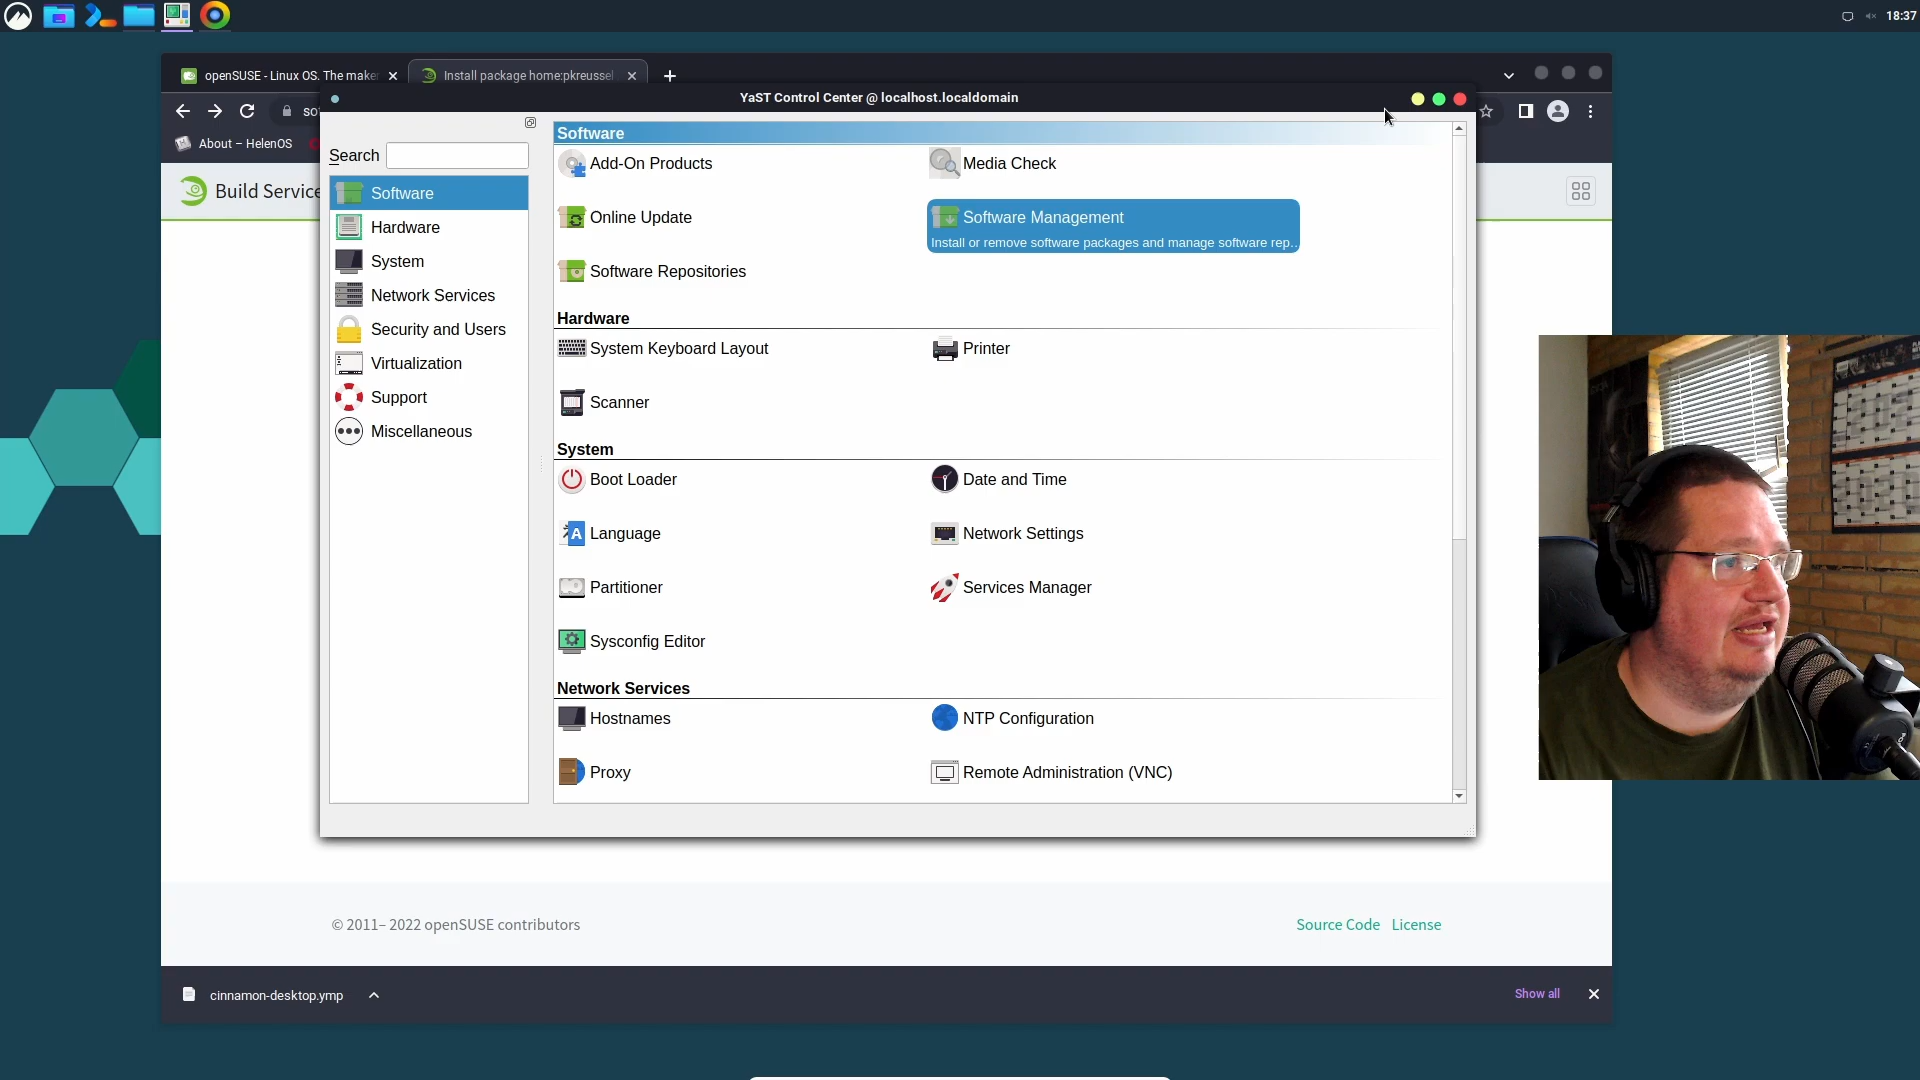 18:37
openSUSE - Linux OS. The make
Install package home:pkreussel
YaST Control Center @ localhost.localdomain
so
About – HelenOS
Build Service
Search
Software
Hardware
System
Network Services
Security and Users
Virtualization
Support
Miscellaneous
Software
Add-On Products
Media Check
Online Update
Software Management
Install or remove software packages and manage software rep...
Software Repositories
Hardware
System Keyboard Layout
Printer
Scanner
System
Boot Loader
Date and Time
Language
Network Settings
Partitioner
Services Manager
Sysconfig Editor
Network Services
Hostnames
NTP Configuration
Proxy
Remote Administration (VNC)
© 2011– 2022 openSUSE contributors
Source Code License
cinnamon-desktop.ymp
Show all